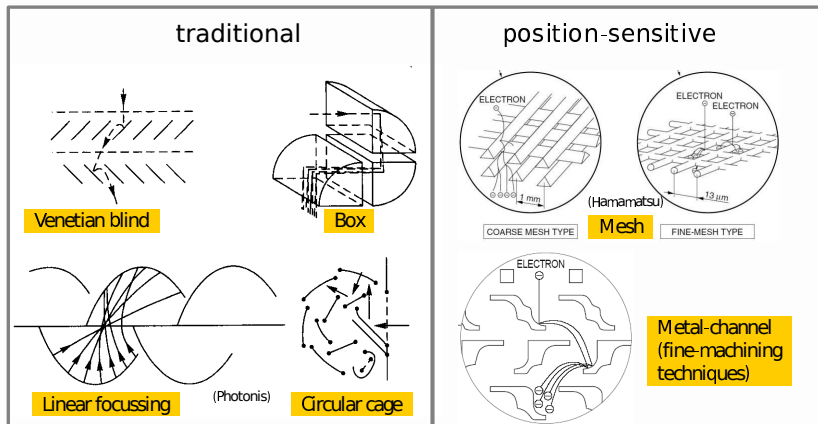 traditional
Venetian blind
Box
Linear focussing
(Photonis)
Circular cage
position-sensitive
ELECTRON
1 mm
COARSE MESH TYPE
(Hamamatsu)
Mesh
ELECTRON
ELECTRON
13 µm
FINE-MESH TYPE
ELECTRON
Metal-channel
(fine-machining
techniques)